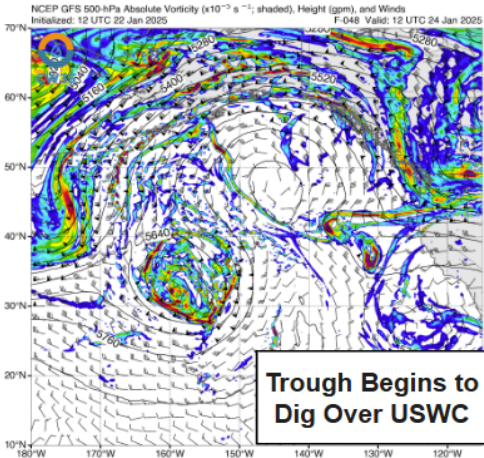 NCEP GFS 500-hPa Absolute Vorticity (x10⁻⁵ s⁻¹; shaded), Height (gpm), and Winds
Initialized: 12 UTC 22 Jan 2025 F-048 Valid: 12 UTC 24 Jan 2025
70°N
5280
5280
5040
5160
5400
5520
60°N
50°N
40°N
5640
30°N
5760
20°N
Trough Begins to
Dig Over USWC
10°N
180°W 170°W 160°W 150°W 140°W 130°W 120°W